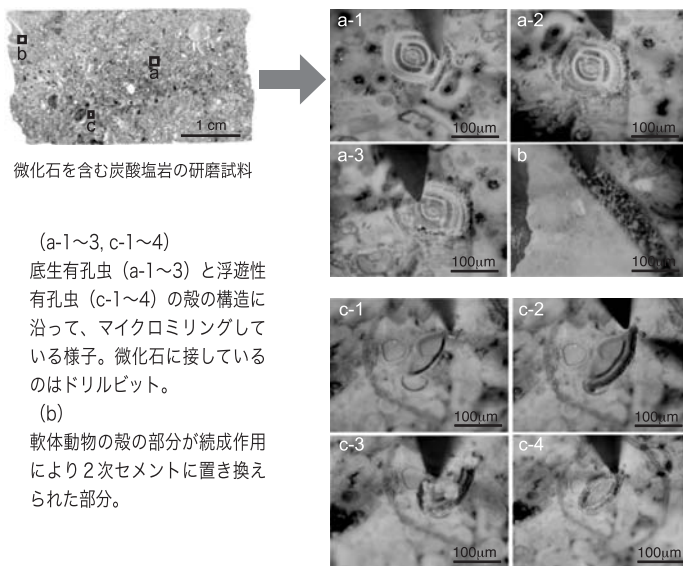 b
a
c
1 cm
微化石を含む炭酸塩岩の研磨試料
（a-1〜3, c-1〜4）
底生有孔虫（a-1〜3）と浮遊性
有孔虫（c-1〜4）の殻の構造に
沿って、マイクロミリングして
いる様子。微化石に接している
のはドリルビット。
（b）
軟体動物の殻の部分が続成作用
により２次セメントに置き換え
られた部分。
a-1
100μm
a-2
100μm
a-3
100μm
b
100μm
c-1
100μm
c-2
100μm
c-3
100μm
c-4
100μm